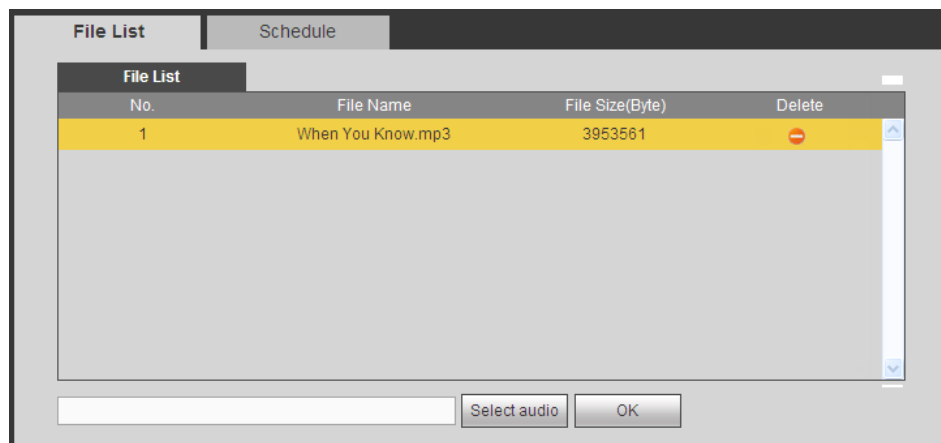 File List Schedule
File List
No. File Name File Size(Byte) Delete
1 When You Know.mp3 3953561
Select audio OK